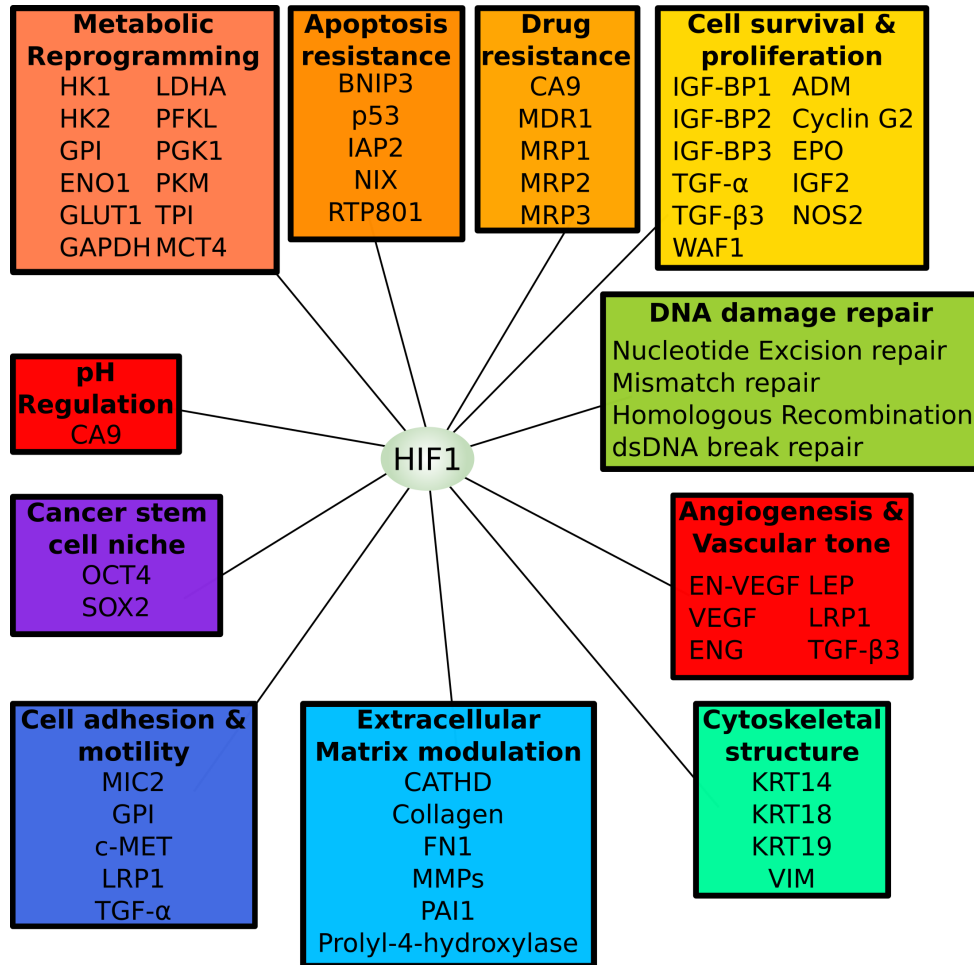 Metabolic
Reprogramming
HK1 LDHA
HK2 PFKL
GPI PGK1
ENO1 PKM
GLUT1 TPI
GAPDH MCT4
Apoptosis
resistance
BNIP3
p53
IAP2
NIX
RTP801
Drug
resistance
CA9
MDR1
MRP1
MRP2
MRP3
Cell survival &
proliferation
IGF-BP1 ADM
IGF-BP2 Cyclin G2
IGF-BP3 EPO
TGF-α IGF2
TGF-β3 NOS2
WAF1
DNA damage repair
Nucleotide Excision repair
Mismatch repair
Homologous Recombination
dsDNA break repair
pH
Regulation
CA9
HIF1
Cancer stem
cell niche
OCT4
SOX2
Angiogenesis &
Vascular tone
EN-VEGF LEP
VEGF LRP1
ENG TGF-β3
Cell adhesion &
motility
MIC2
GPI
c-MET
LRP1
TGF-α
Extracellular
Matrix modulation
CATHD
Collagen
FN1
MMPs
PAI1
Prolyl-4-hydroxylase
Cytoskeletal
structure
KRT14
KRT18
KRT19
VIM